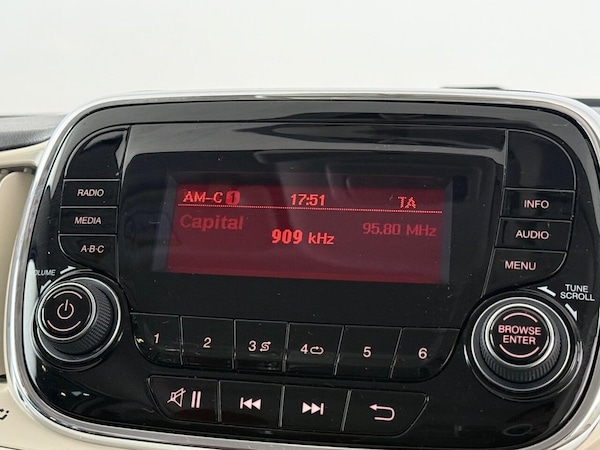 AM-C 1 17:51 TA
Capital 95.80 MHz
909 kHz
RADIO
MEDIA
A·B·C
INFO
AUDIO
MENU
VOLUME
TUNE
SCROLL
BROWSE
ENTER
1 2 3 4 5 6